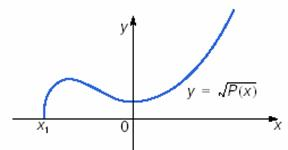 y
y = √P(x)
x₁
0
x